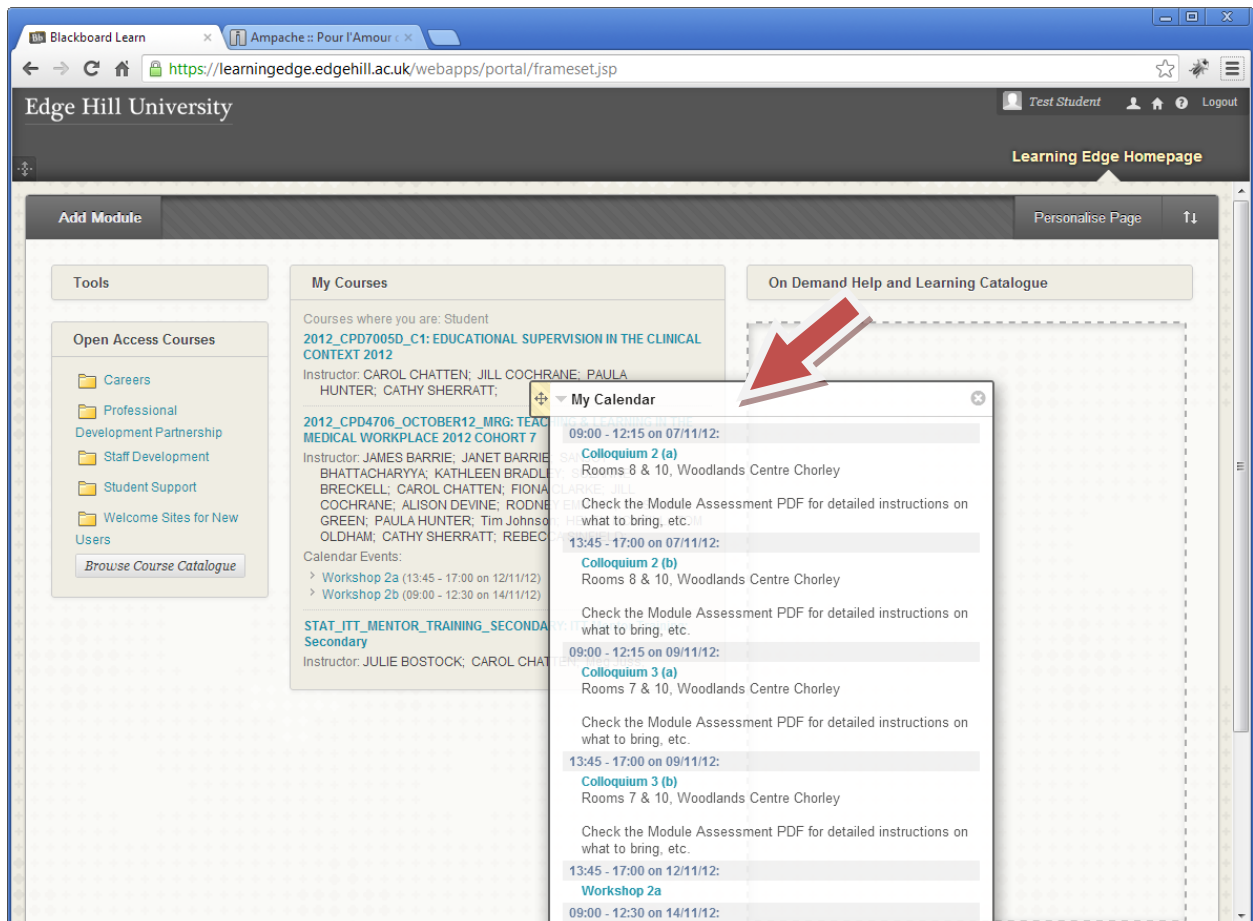 Blackboard Learn
Ampache :: Pour l'Amour
https://learningedge.edgehill.ac.uk/webapps/portal/frameset.jsp
Edge Hill University
Test Student
Logout
Learning Edge Homepage
Add Module
Personalise Page
Tools
Open Access Courses
Careers
Professional
Development Partnership
Staff Development
Student Support
Welcome Sites for New
Users
Browse Course Catalogue
My Courses
Courses where you are: Student
2012_CPD7005D_C1: EDUCATIONAL SUPERVISION IN THE CLINICAL
CONTEXT 2012
Instructor: CAROL CHATTEN; JILL COCHRANE; PAULA
HUNTER; CATHY SHERRATT;
2012_CPD4706_OCTOBER12_MRG: TEACHING & LEARNING IN THE
MEDICAL WORKPLACE 2012 COHORT 7
Instructor: JAMES BARRIE; JANET BARRIE;
BHATTACHARYYA; KATHLEEN BRADLEY;
BRECKELL; CAROL CHATTEN; FIONA CLARKE; JILL
COCHRANE; ALISON DEVINE; RODNEY
GREEN; PAULA HUNTER; Tim Johnson;
OLDHAM; CATHY SHERRATT;
Calendar Events:
Workshop 2a (13:45 - 17:00 on 12/11/12)
Workshop 2b (09:00 - 12:30 on 14/11/12)
STAT_ITT_MENTOR_TRAINING_SECONDARY:
Secondary
Instructor: JULIE BOSTOCK; CAROL CHATTEN;
On Demand Help and Learning Catalogue
My Calendar
09:00 - 12:15 on 07/11/12:
Colloquium 2 (a)
Rooms 8 & 10, Woodlands Centre Chorley
Check the Module Assessment PDF for detailed instructions on
what to bring, etc.
13:45 - 17:00 on 07/11/12:
Colloquium 2 (b)
Rooms 8 & 10, Woodlands Centre Chorley
Check the Module Assessment PDF for detailed instructions on
what to bring, etc.
09:00 - 12:15 on 09/11/12:
Colloquium 3 (a)
Rooms 7 & 10, Woodlands Centre Chorley
Check the Module Assessment PDF for detailed instructions on
what to bring, etc.
13:45 - 17:00 on 09/11/12:
Colloquium 3 (b)
Rooms 7 & 10, Woodlands Centre Chorley
Check the Module Assessment PDF for detailed instructions on
what to bring, etc.
13:45 - 17:00 on 12/11/12:
Workshop 2a
09:00 - 12:30 on 14/11/12: